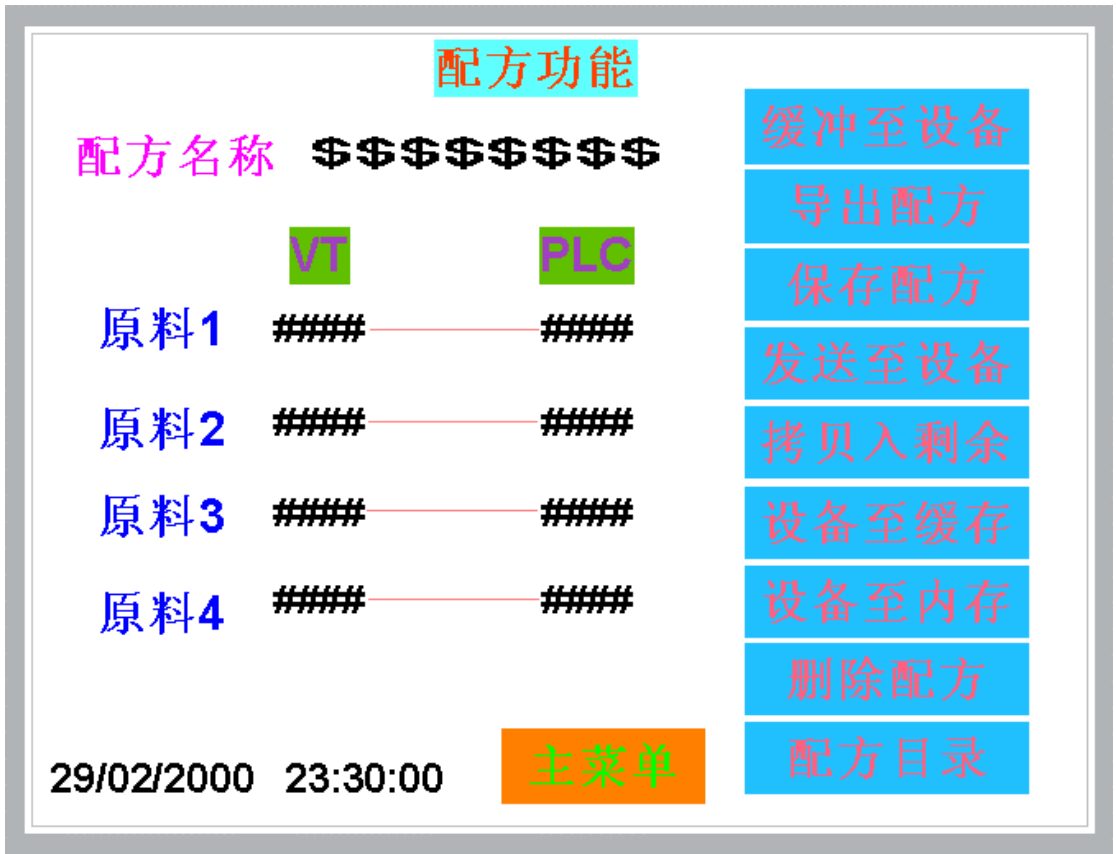 配方功能
配方名称 $$$$$$$$
VT PLC
原料1 #### ####
原料2 #### ####
原料3 #### ####
原料4 #### ####
29/02/2000 23:30:00
主菜单
缓冲至设备
导出配方
保存配方
发送至设备
拷贝入剩余
设备至缓存
设备至内存
删除配方
配方目录